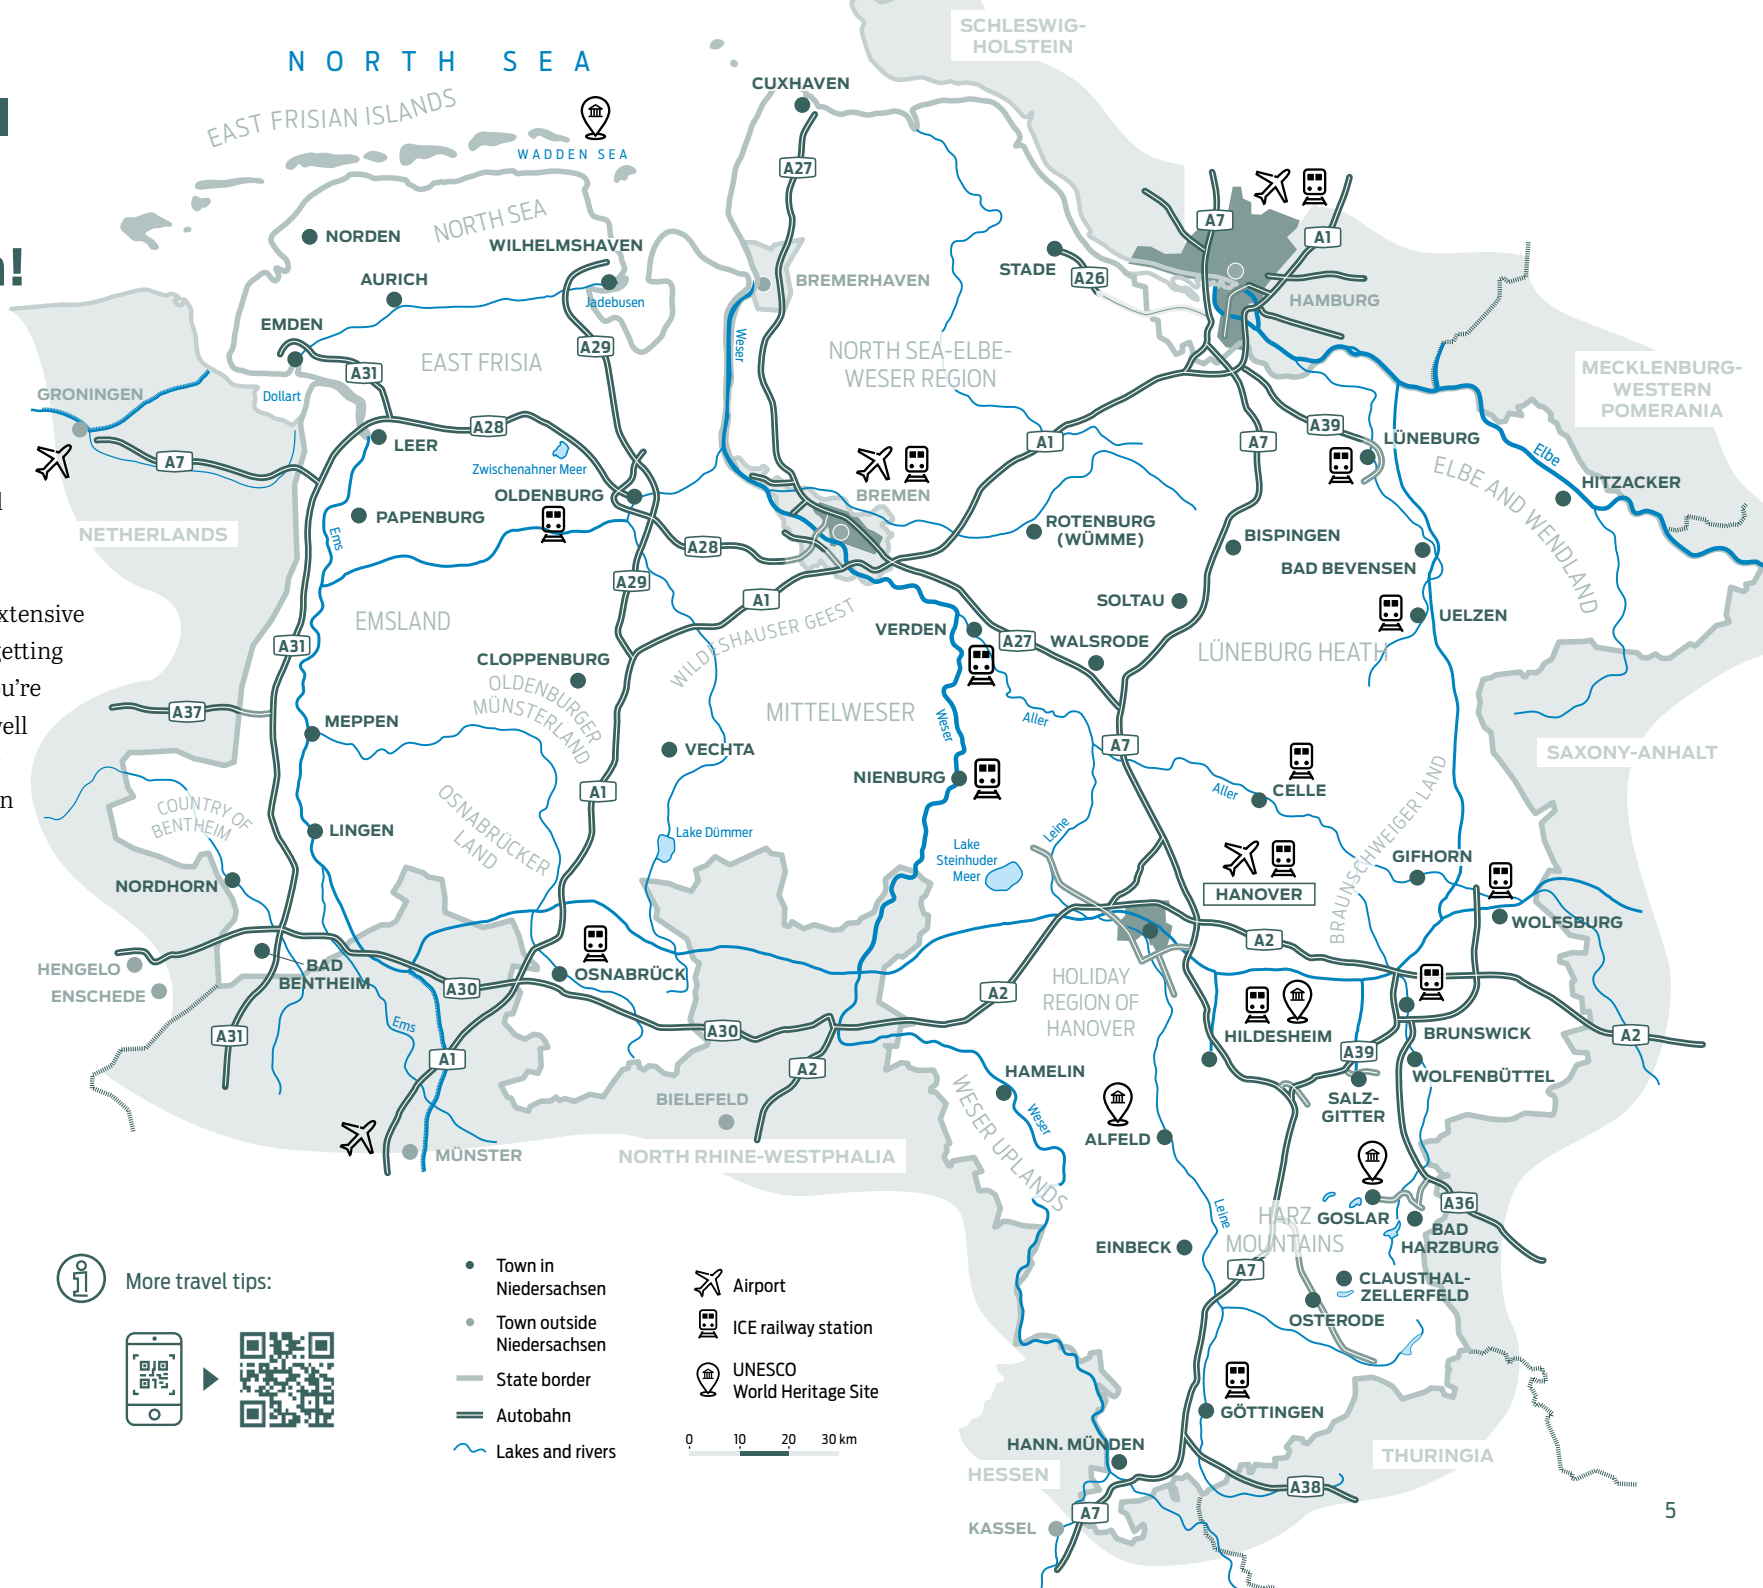 NORTH SEA
SCHLESWIG-
HOLSTEIN
EAST FRISIAN ISLANDS
WADDEN SEA
CUXHAVEN
A27
NORDEN
NORTH SEA
WILHELMSHAVEN
AURICH
Jadebusen
BREMERHAVEN
STADE
A26
A7
A1
HAMBURG
n!
EMDEN
A29
EAST FRISIA
A31
Weser
NORTH SEA-ELBE-
WESER REGION
MECKLENBURG-
WESTERN
POMERANIA
GRONINGEN
Dollart
A28
LEER
A7
Zwischenahner Meer
A1
A7
A39
LÜNEBURG
Elbe
ELBE AND WENDLAND
HITZACKER
OLDENBURG
BREMEN
PAPENBURG
Ems
NETHERLANDS
A28
ROTENBURG
(WÜMME)
BISPINGEN
BAD BEVENSEN
A29
A1
SOLTAU
UELZEN
xtensive
etting
u're
ell
n
EMSLAND
WILDESHAUSER GEEST
VERDEN
A27
WALSRODE
LÜNEBURG HEATH
A31
CLOPPENBURG
OLDENBURGER
MÜNSTERLAND
A37
MEPPEN
MITTELWESER
Weser
Aller
A7
VECHTA
SAXONY-ANHALT
NIENBURG
CELLE
Aller
A1
COUNTRY OF
BENTHEIM
OSNABRÜCKER
LAND
LINGEN
Lake Dümmer
Leine
Lake
Steinhuder
Meer
BRAUNSCHWEIGER LAND
GIFHORN
NORDHORN
HANOVER
WOLFSBURG
A2
HENGELO
ENSCHEDE
BAD
BENTHEIM
OSNABRÜCK
A30
HOLIDAY
REGION OF
HANOVER
A2
Ems
A30
A31
HILDESHEIM
BRUNSWICK
A2
A39
A1
A2
HAMELIN
WOLFENBÜTTEL
SALZ-
GITTER
BIELEFELD
Weser
WESER UPLANDS
ALFELD
MÜNSTER
NORTH RHINE-WESTPHALIA
Leine
HARZ
MOUNTAINS
GOSLAR
A36
BAD
HARZBURG
EINBECK
A7
CLAUSTHAL-
ZELLERFELD
OSTERODE
More travel tips:
Town in
Niedersachsen
Town outside
Niedersachsen
State border
Autobahn
Lakes and rivers
Airport
ICE railway station
UNESCO
World Heritage Site
0 10 20 30 km
GÖTTINGEN
HANN. MÜNDEN
HESSEN
THURINGIA
A38
A7
KASSEL
5